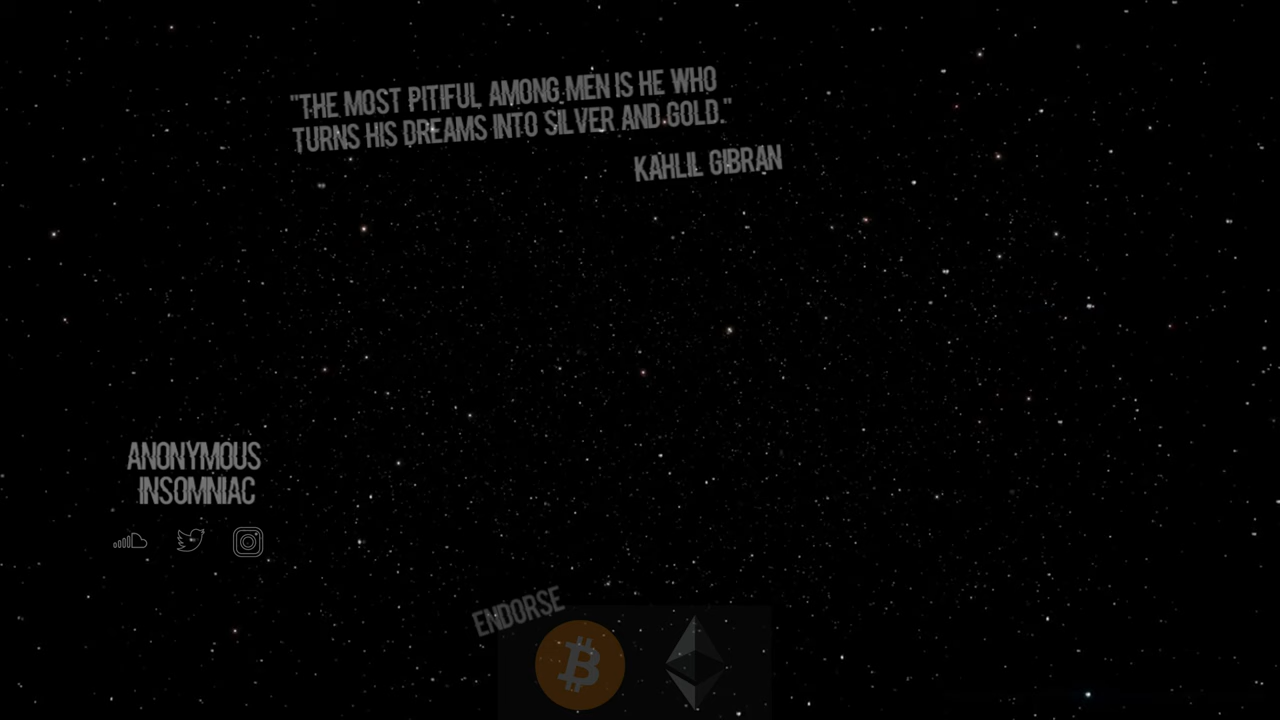 "THE MOST PITIFUL AMONG MEN IS HE WHO
TURNS HIS DREAMS INTO SILVER AND GOLD."
KAHLIL GIBRAN
ANONYMOUS
INSOMNIAC
ENDORSE